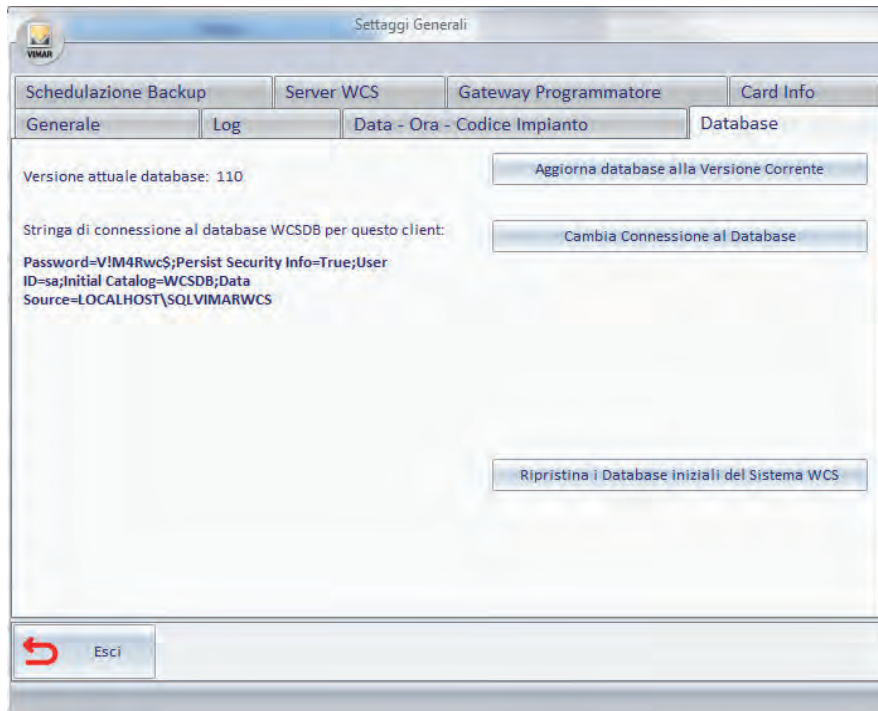 Settaggi Generali
VIMAR
Schedulazione Backup
Server WCS
Gateway Programmatore
Card Info
Generale
Log
Data - Ora - Codice Impianto
Database
Versione attuale database: 110
Aggiorna database alla Versione Corrente
Stringa di connessione al database WCSDB per questo client:
Cambia Connessione al Database
Password=V!M4Rwc$;Persist Security Info=True;User
ID=sa;Initial Catalog=WCSDB;Data
Source=LOCALHOST\SQLVIMARWCS
Ripristina i Database iniziali del Sistema WCS
Esci